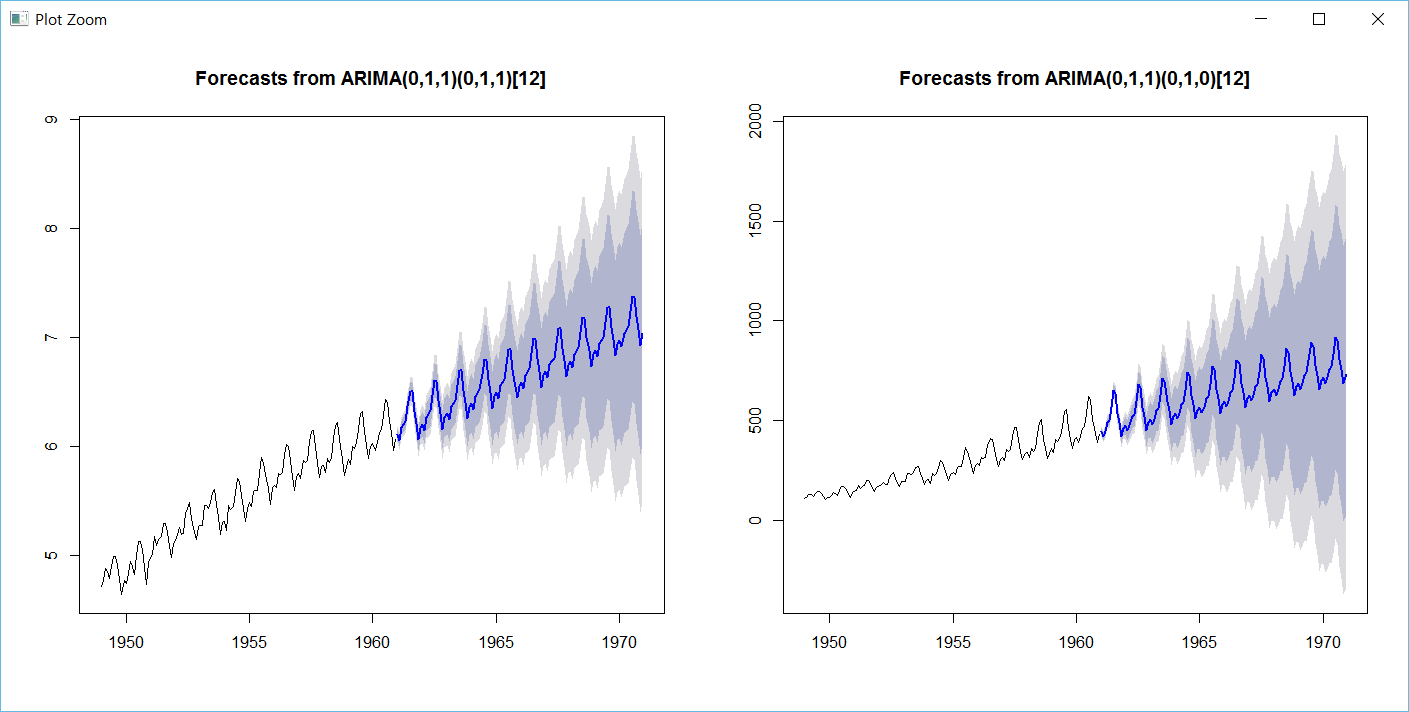 Plot Zoom
Forecasts from ARIMA(0,1,1)(0,1,1)[12]
9
8
7
6
5
1950 1955 1960 1965 1970
Forecasts from ARIMA(0,1,1)(0,1,0)[12]
2000
1500
1000
500
0
1950 1955 1960 1965 1970